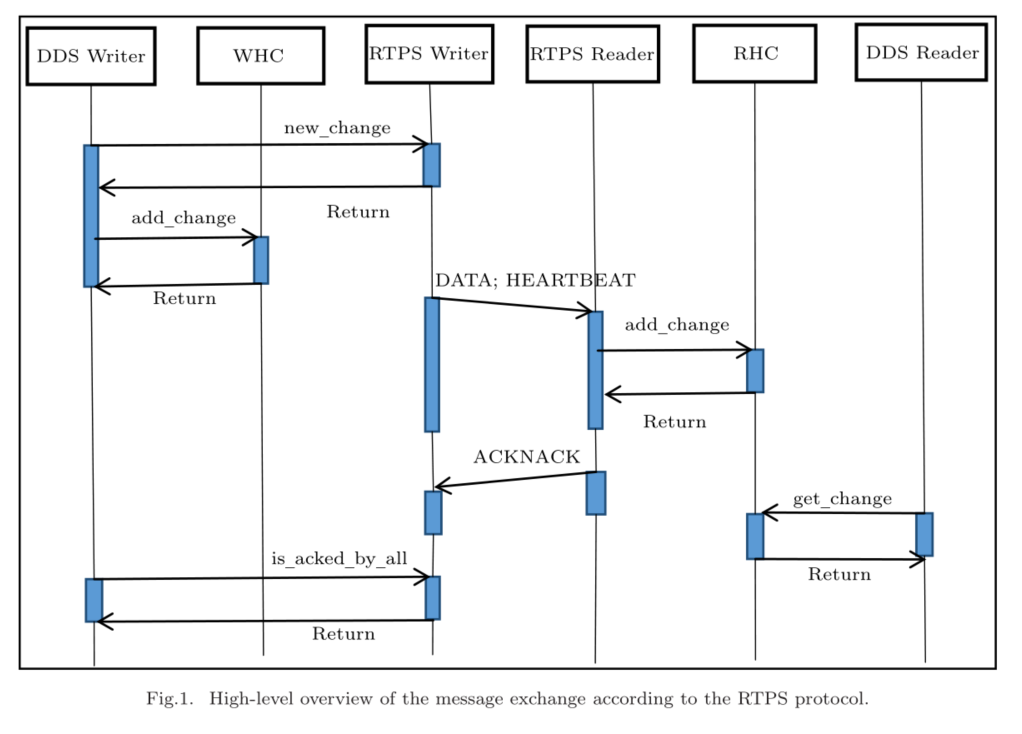 DDS Writer
WHC
RTPS Writer
RTPS Reader
RHC
DDS Reader
new_change
Return
add_change
Return
DATA; HEARTBEAT
add_change
Return
ACKNACK
get_change
is_acked_by_all
Return
Return
Fig.1. High-level overview of the message exchange according to the RTPS protocol.